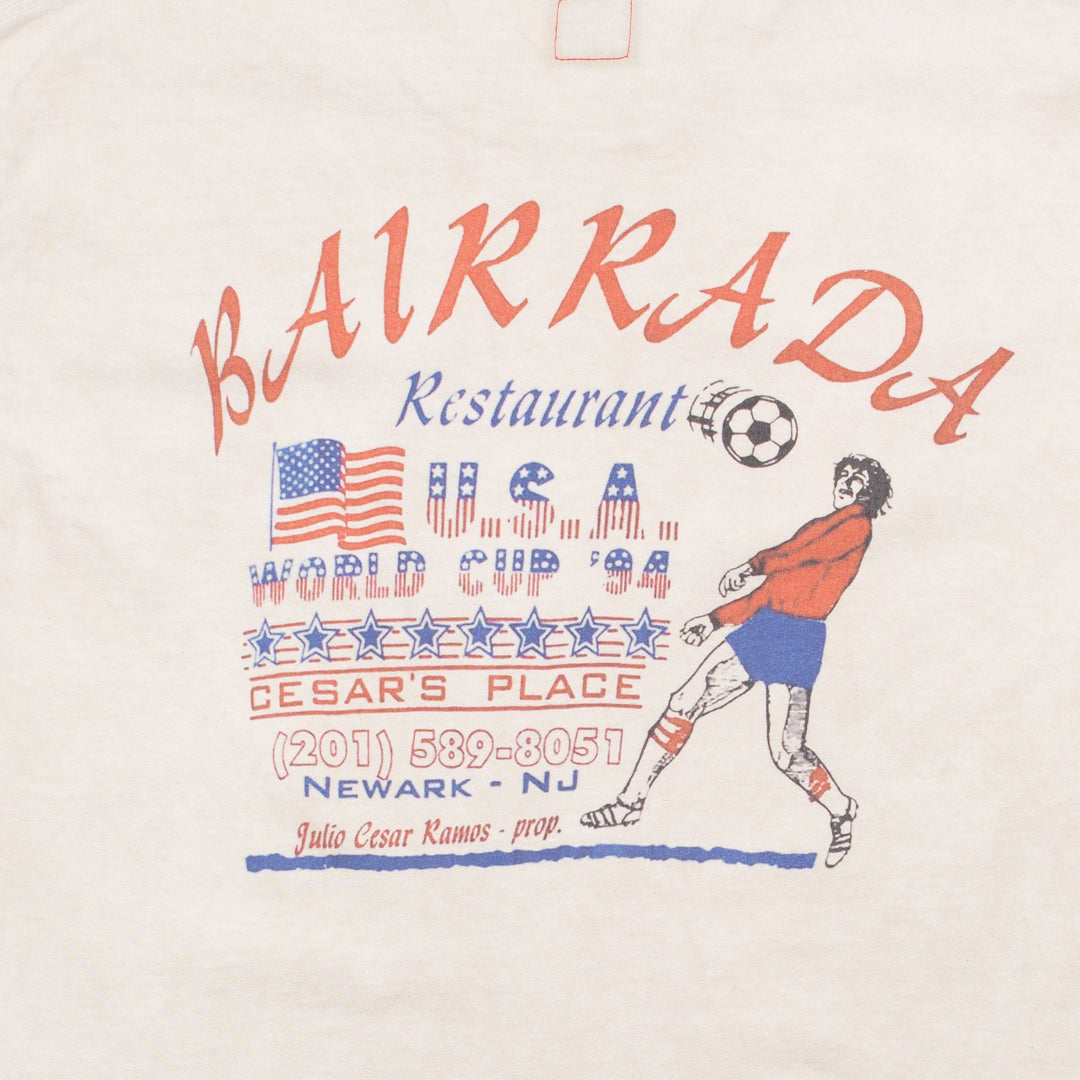 BAIRRADA
Restaurant
U.S.A.
WORLD CUP '94
CESAR'S PLACE
(201) 589-8051
NEWARK - NJ
Julio Cesar Ramos - prop.